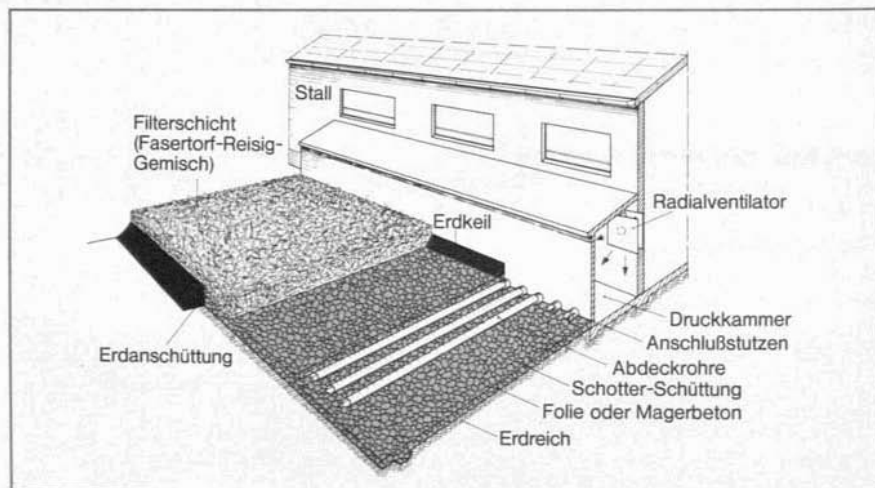 Stall
Filterschicht
(Fasertorf-Reisig-
Gemisch)
Radialventilator
Erdkeil
Druckkammer
Anschlußstutzen
Erdanschüttung
Abdeckrohre
Schotter-Schüttung
Folie oder Magerbeton
Erdreich